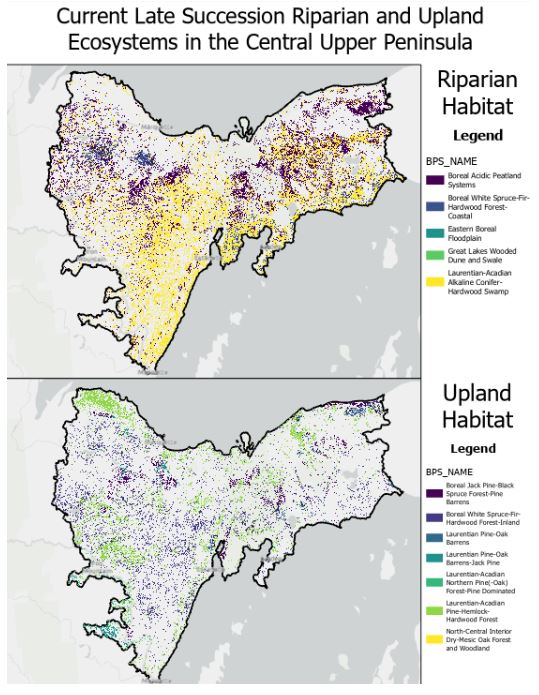 Current Late Succession Riparian and Upland
Ecosystems in the Central Upper Peninsula
Riparian
Habitat
Legend
BPS_NAME
Boreal Acidic Peatland
Systems
Boreal White Spruce-Fir-
Hardwood Forest-
Coastal
Eastern Boreal
Floodplain
Great Lakes Wooded
Dune and Swale
Laurentian-Acadian
Alkaline Conifer-
Hardwood Swamp
Upland
Habitat
Legend
BPS_NAME
Boreal Jack Pine-Black
Spruce Forest-Pine
Barrens
Boreal White Spruce-Fir-
Hardwood Forest-Inland
Laurentian Pine-Oak
Barrens
Laurentian Pine-Oak
Barrens-Jack Pine
Laurentian-Acadian
Northern Pine(-Oak)
Forest-Pine Dominated
Laurentian-Acadian
Pine-Hemlock-
Hardwood Forest
North-Central Interior
Dry-Mesic Oak Forest
and Woodland